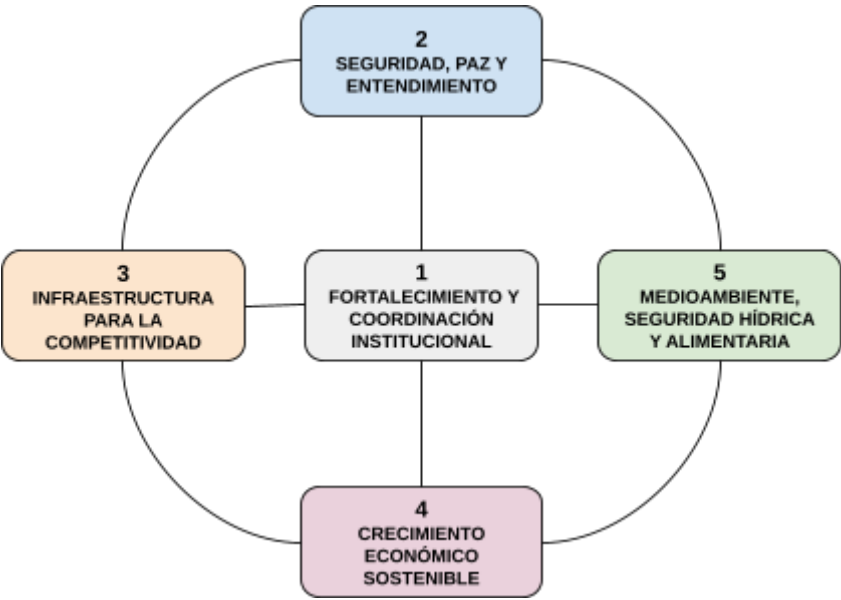 2
SEGURIDAD, PAZ Y
ENTENDIMIENTO
3
INFRAESTRUCTURA
PARA LA
COMPETITIVIDAD
1
FORTALECIMIENTO Y
COORDINACIÓN
INSTITUCIONAL
5
MEDIOAMBIENTE,
SEGURIDAD HÍDRICA
Y ALIMENTARIA
4
CRECIMIENTO
ECONÓMICO
SOSTENIBLE